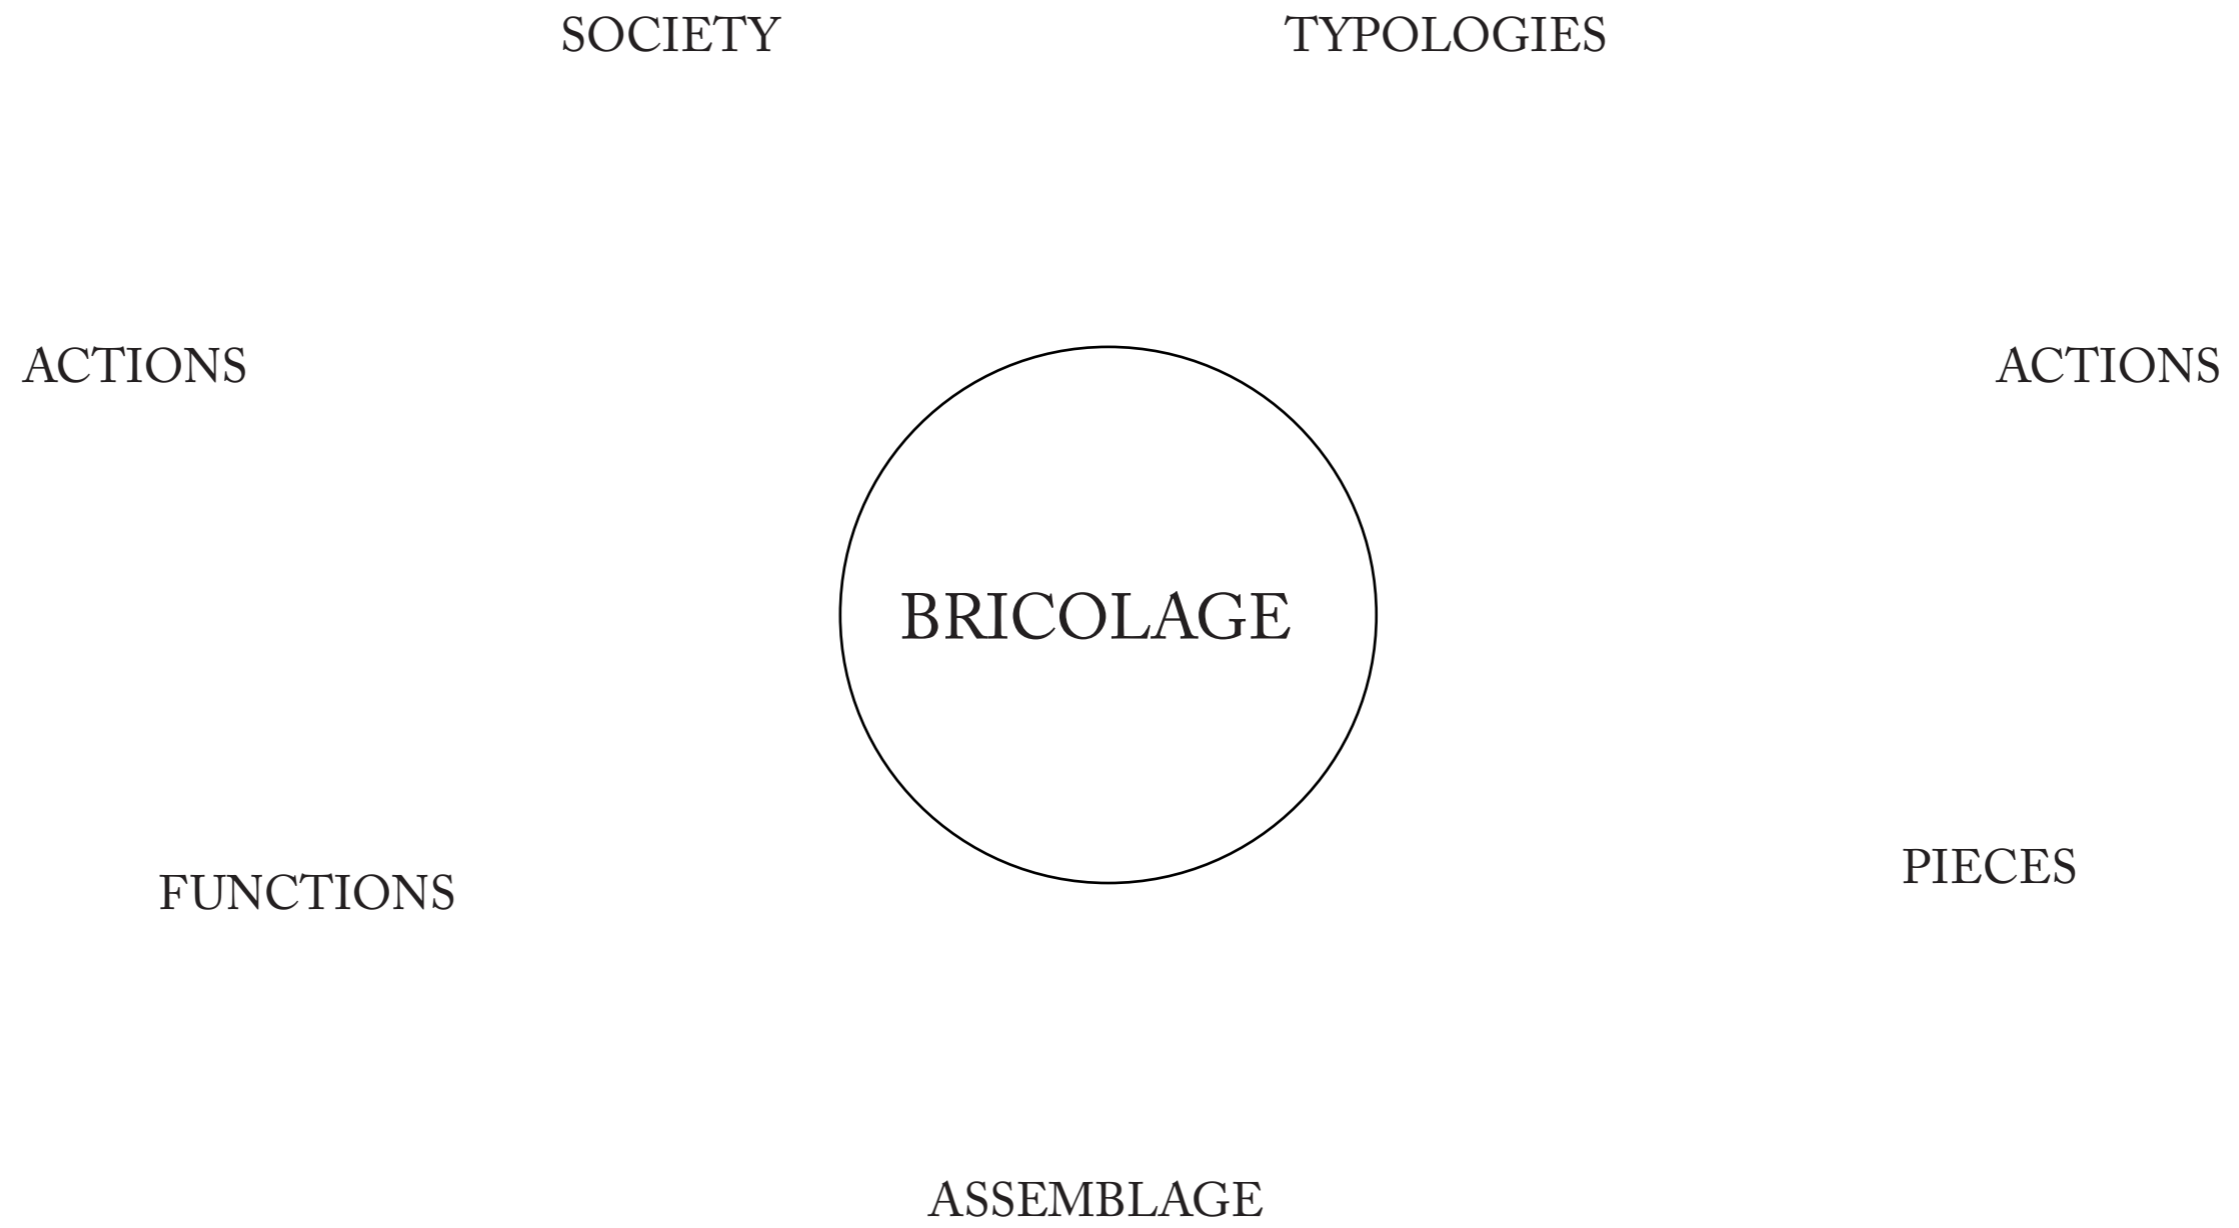 SOCIETY
TYPOLOGIES
ACTIONS
ACTIONS
BRICOLAGE
PIECES
FUNCTIONS
ASSEMBLAGE